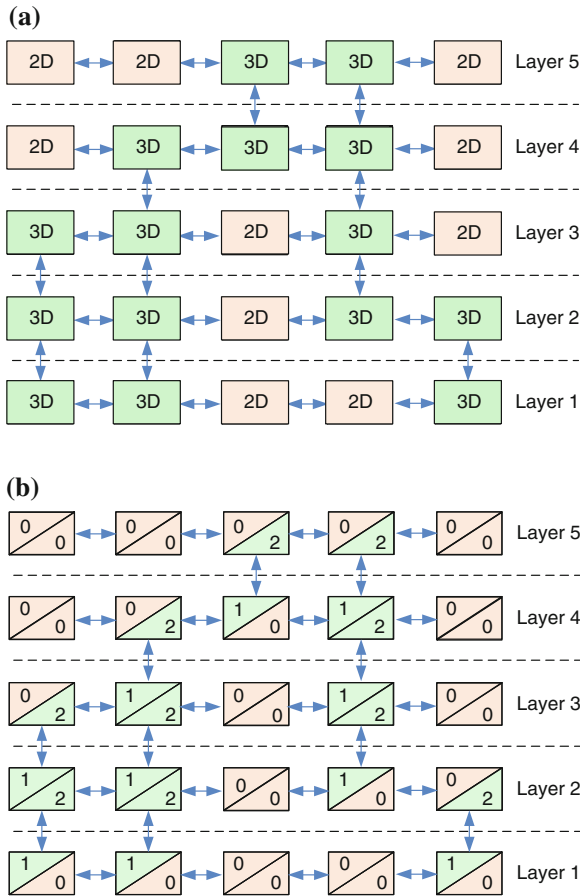 (a)
2D 2D 3D 3D 2D Layer 5
2D 3D 3D 3D 2D Layer 4
3D 3D 2D 3D 2D Layer 3
3D 3D 2D 3D 3D Layer 2
3D 3D 2D 2D 3D Layer 1
(b)
0 0 0 0 0 2 0 2 0 0 Layer 5
0 0 0 2 1 0 1 2 0 0 Layer 4
0 2 1 2 0 0 1 2 0 0 Layer 3
1 2 1 2 0 0 1 0 0 2 Layer 2
1 0 1 0 0 0 0 0 1 0 Layer 1